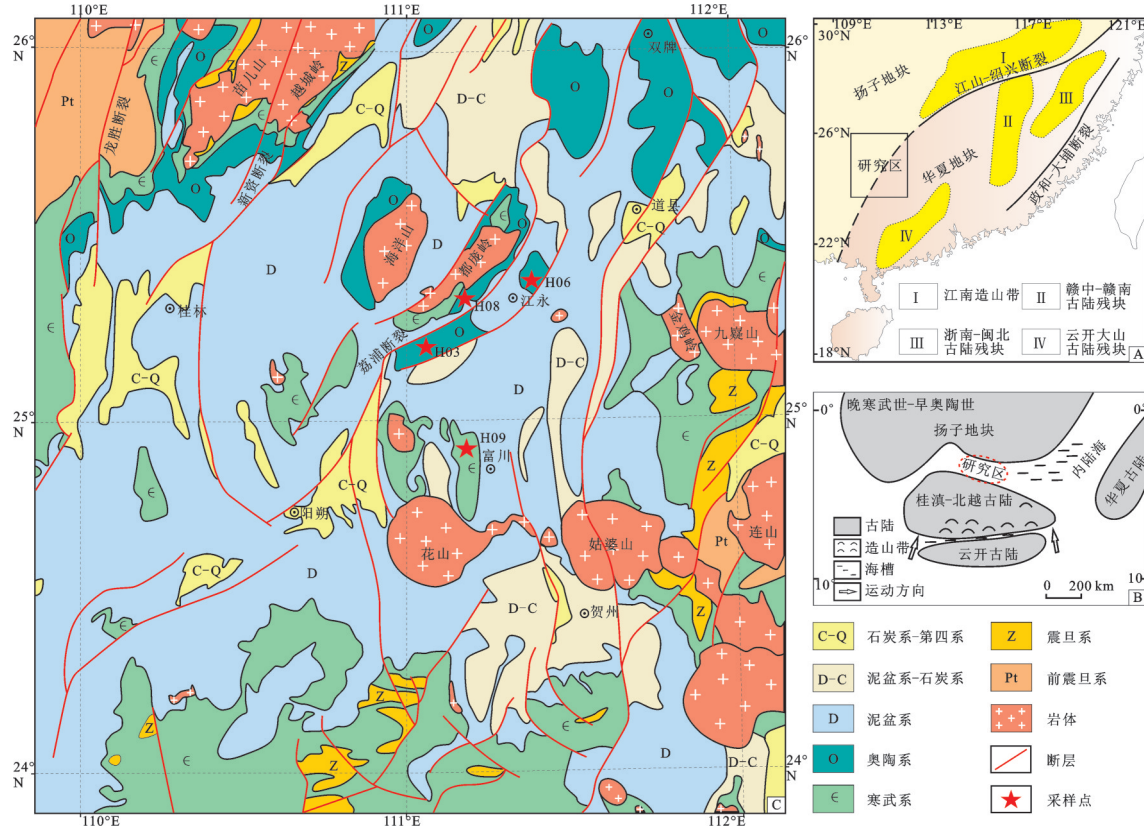 110°E
111°E
112°E
26°
N
26°
N
25°
N
25°
N
24°
N
24°
N
110°E
111°E
112°E
Pt
龙胜断裂
苗儿山
越城岭
新资断裂
双牌
海洋山
都庞岭
道县
江永
H06
H08
H03
荔浦断裂
桂林
金鸡岭
九嶷山
H09
富川
阳朔
花山
姑婆山
连山
贺州
Z
Z
Є
Є
Є
O
O
O
O
O
O
O
O
O
O
C-Q
D-C
D
D
C-Q
Є
Є
C-Q
D-C
D
C-Q
Є
Z
C-Q
Є
C-Q
Pt
D
C-Q
D-C
Z
Є
Z
Z
Z
Є
Є
D
D-C
C
109°E
113°E
117°E
121°E
30°N
26°N
22°N
18°N
扬子地块
江山-绍兴断裂
I
II
III
IV
研究区
华夏地块
政和-大埔断裂
I
江南造山带
II
赣中-赣南
古陆残块
III
浙南-闽北
古陆残块
IV
云开大山
古陆残块
A
0°
晚寒武世-早奥陶世
扬子地块
研究区
内陆海
华夏古陆
桂滇-北越古陆
云开古陆
古陆
造山带
海槽
运动方向
0 200 km
10°
10°
B
C-Q 石炭系-第四系
Z 震旦系
D-C 泥盆系-石炭系
Pt 前震旦系
D 泥盆系
岩体
O 奥陶系
断层
Є 寒武系
采样点